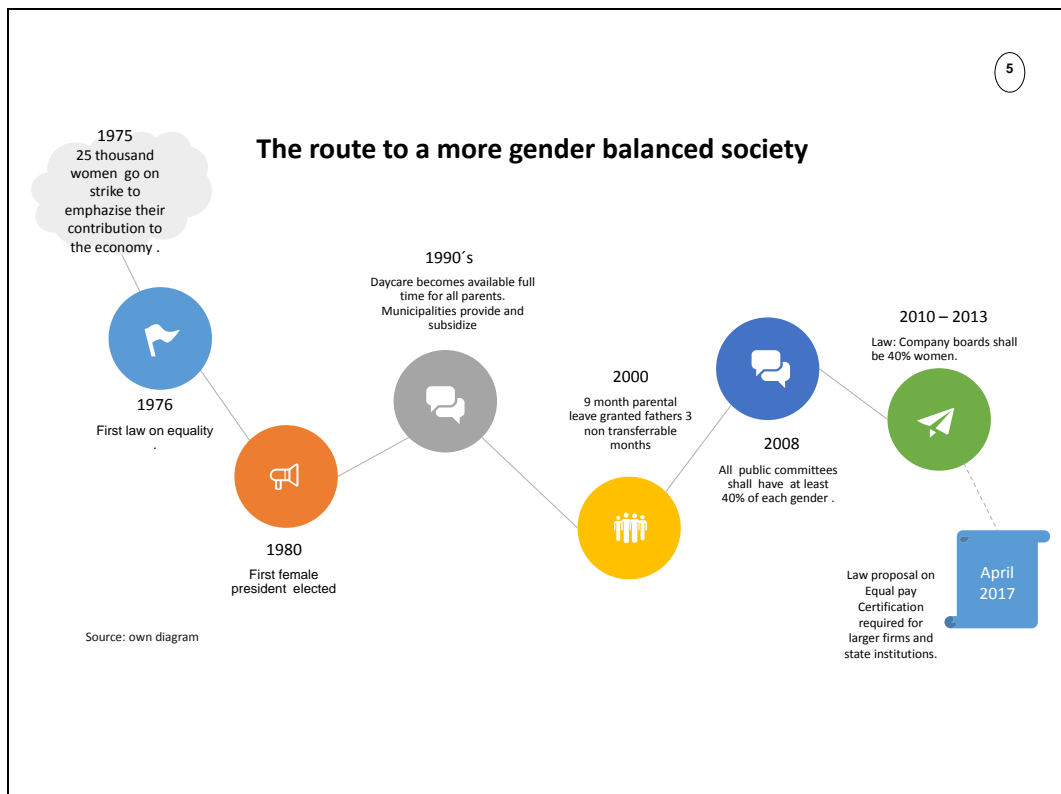 5
The route to a more gender balanced society
1975
25 thousand
women go on
strike to
emphazise their
contribution to
the economy .
1976
First law on equality
.
1980
First female
president elected
1990´s
Daycare becomes available full
time for all parents.
Municipalities provide and
subsidize
2000
9 month parental
leave granted fathers 3
non transferrable
months
2008
All public committees
shall have at least
40% of each gender .
2010 – 2013
Law: Company boards shall
be 40% women.
April
2017
Law proposal on
Equal pay
Certification
required for
larger firms and
state institutions.
Source: own diagram